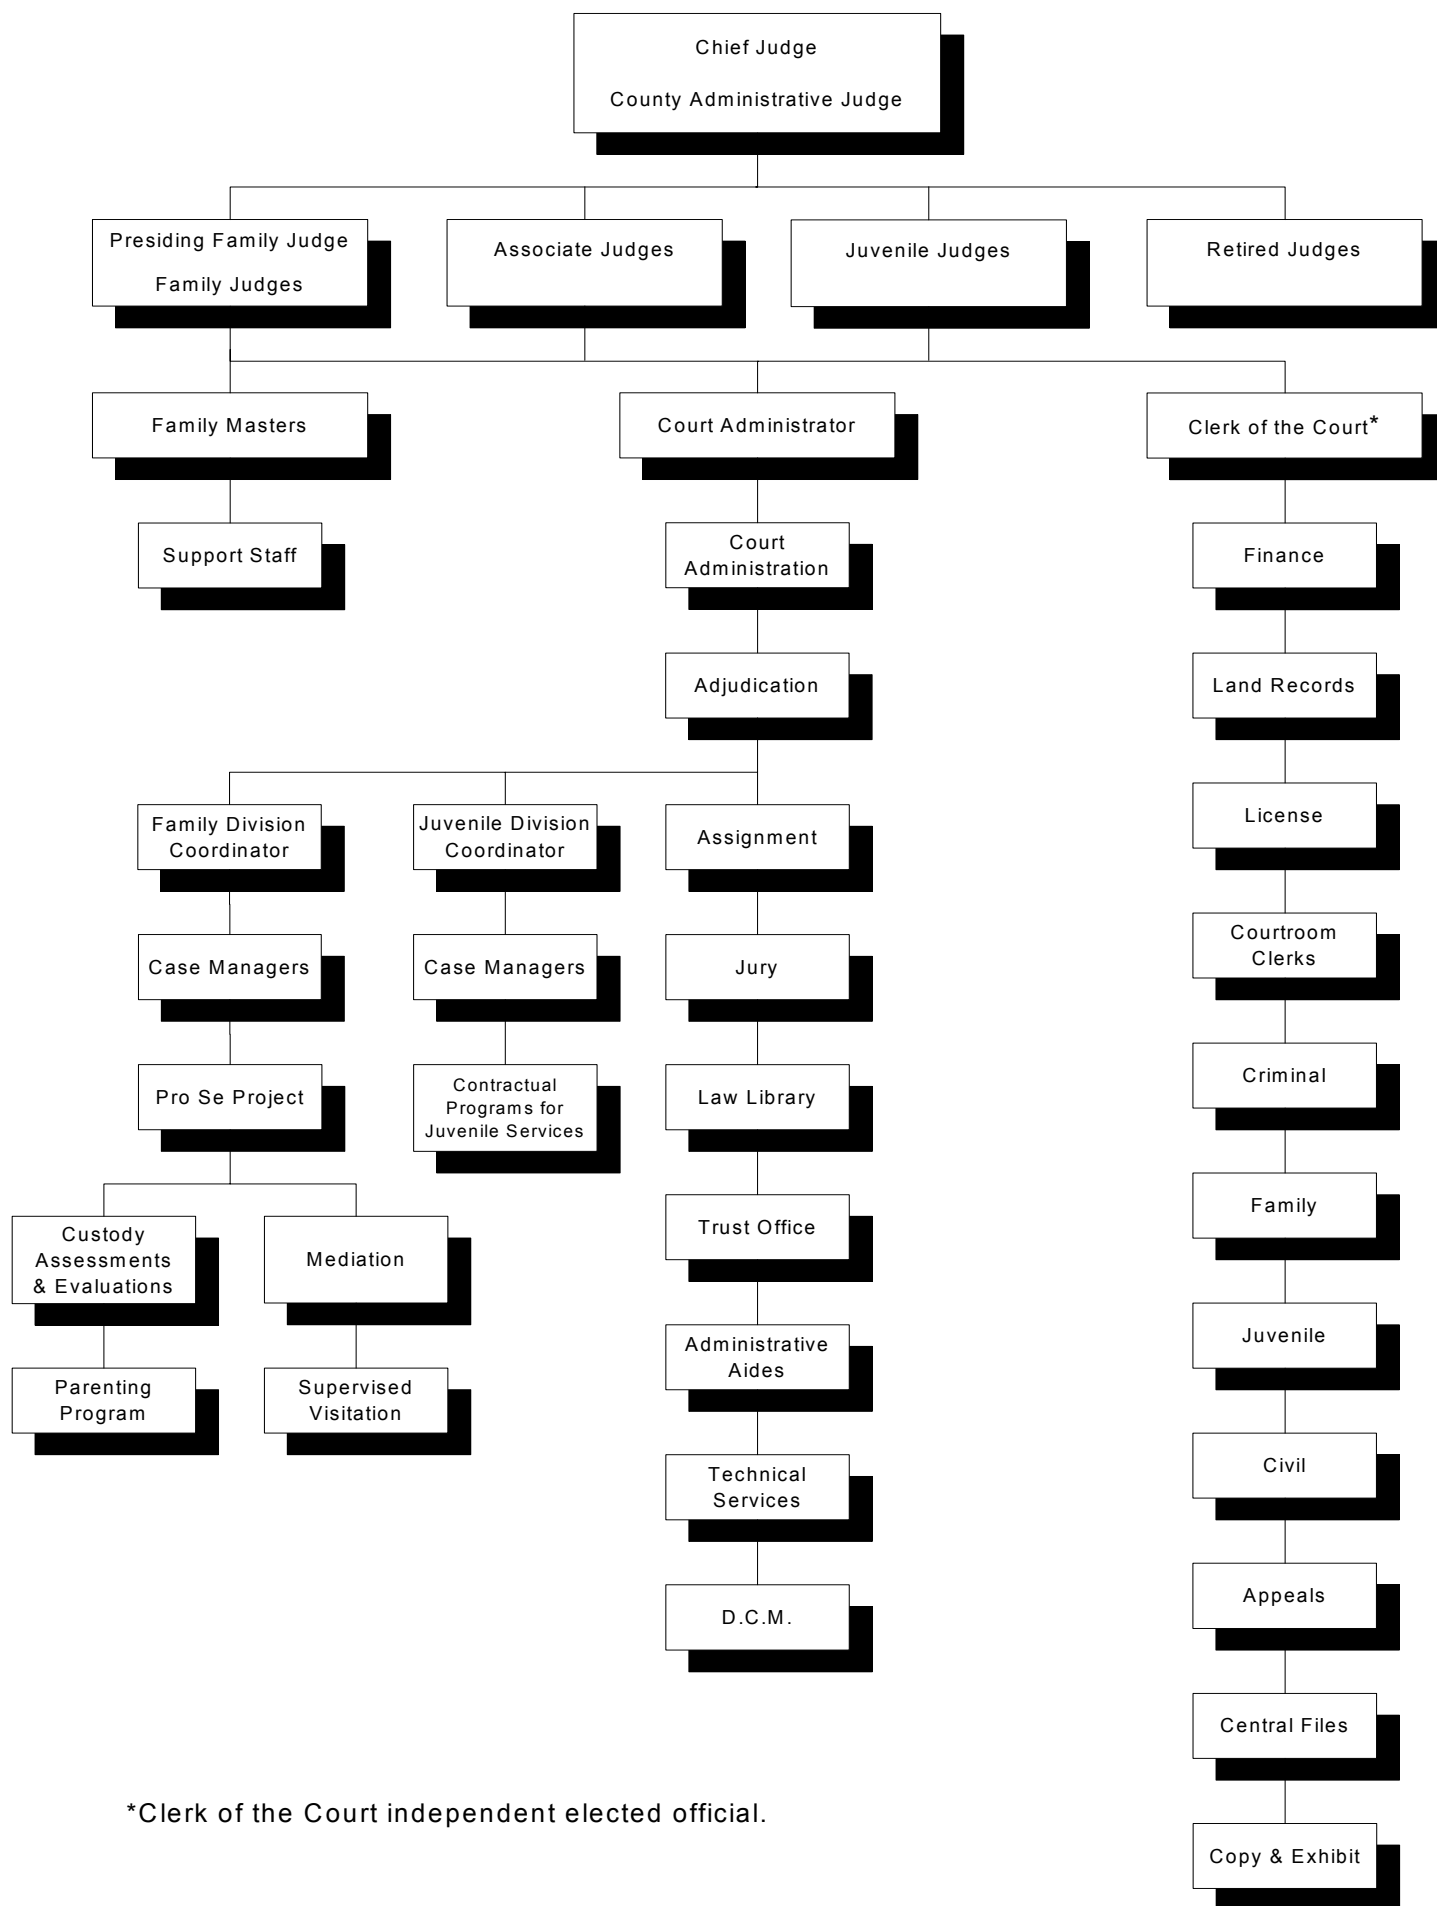 Chief Judge
County Administrative Judge
Presiding Family Judge
Family Judges
Associate Judges
Juvenile Judges
Retired Judges
Family Masters
Court Administrator
Clerk of the Court*
Support Staff
Court
Administration
Finance
Adjudication
Land Records
Family Division
Coordinator
Juvenile Division
Coordinator
Assignment
License
Case Managers
Case Managers
Jury
Courtroom
Clerks
Pro Se Project
Contractual
Programs for
Juvenile Services
Law Library
Criminal
Custody
Assessments
& Evaluations
Mediation
Trust Office
Family
Parenting
Program
Supervised
Visitation
Administrative
Aides
Juvenile
Technical
Services
Civil
D.C.M.
Appeals
Central Files
*Clerk of the Court independent elected official.
Copy & Exhibit